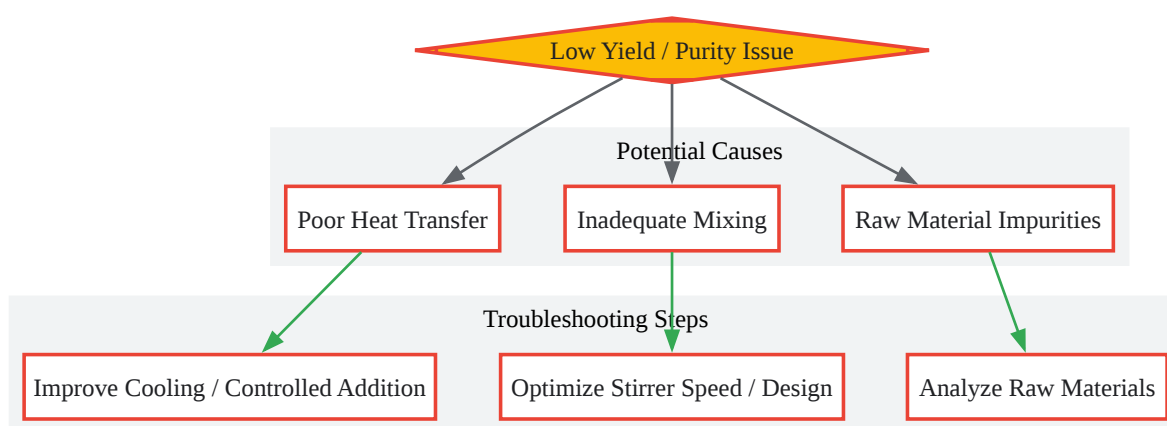 Low Yield / Purity Issue
Potential Causes
Poor Heat Transfer
Inadequate Mixing
Raw Material Impurities
Troubleshooting Steps
Improve Cooling / Controlled Addition
Optimize Stirrer Speed / Design
Analyze Raw Materials